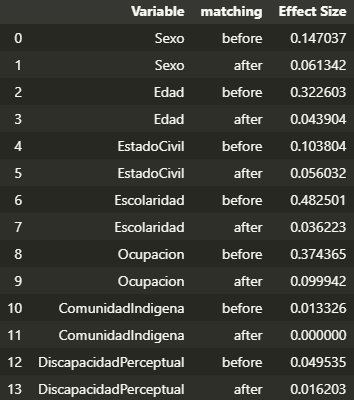 Variable matching Effect Size
0 Sexo before 0.147037
1 Sexo after 0.061342
2 Edad before 0.322603
3 Edad after 0.043904
4 EstadoCivil before 0.103804
5 EstadoCivil after 0.056032
6 Escolaridad before 0.482501
7 Escolaridad after 0.036223
8 Ocupacion before 0.374365
9 Ocupacion after 0.099942
10 ComunidadIndigena before 0.013326
11 ComunidadIndigena after 0.000000
12 DiscapacidadPerceptual before 0.049535
13 DiscapacidadPerceptual after 0.016203